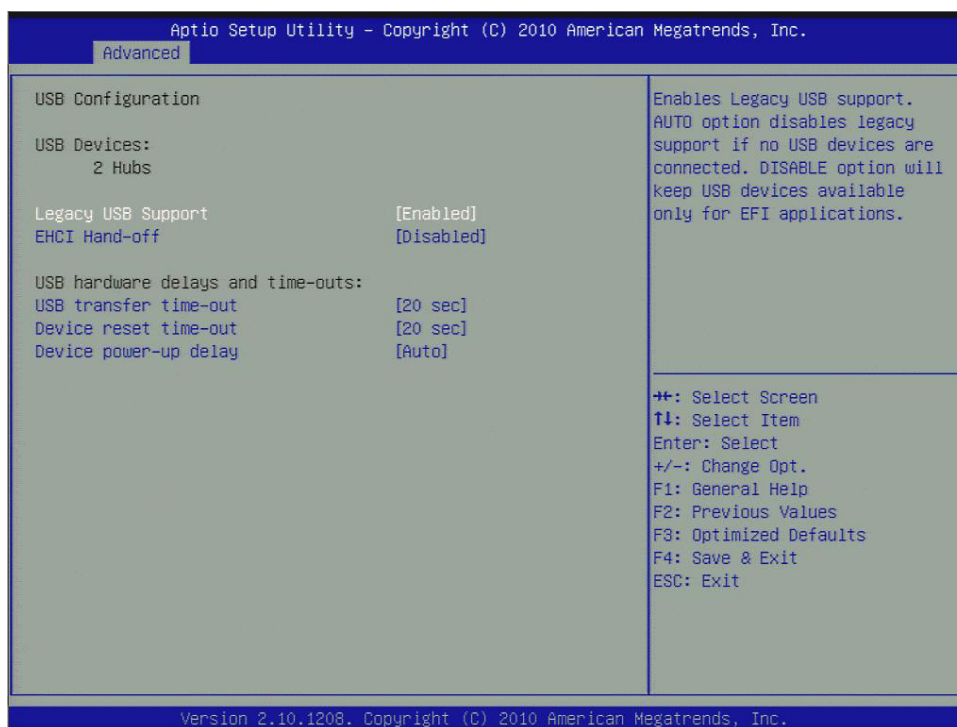 Aptio Setup Utility – Copyright (C) 2010 American Megatrends, Inc.
Advanced
USB Configuration
USB Devices:
2 Hubs
Legacy USB Support [Enabled]
EHCI Hand-off [Disabled]
USB hardware delays and time-outs:
USB transfer time-out [20 sec]
Device reset time-out [20 sec]
Device power-up delay [Auto]
Enables Legacy USB support.
AUTO option disables legacy
support if no USB devices are
connected. DISABLE option will
keep USB devices available
only for EFI applications.
→←: Select Screen
↑↓: Select Item
Enter: Select
+/-: Change Opt.
F1: General Help
F2: Previous Values
F3: Optimized Defaults
F4: Save & Exit
ESC: Exit
Version 2.10.1208. Copyright (C) 2010 American Megatrends, Inc.